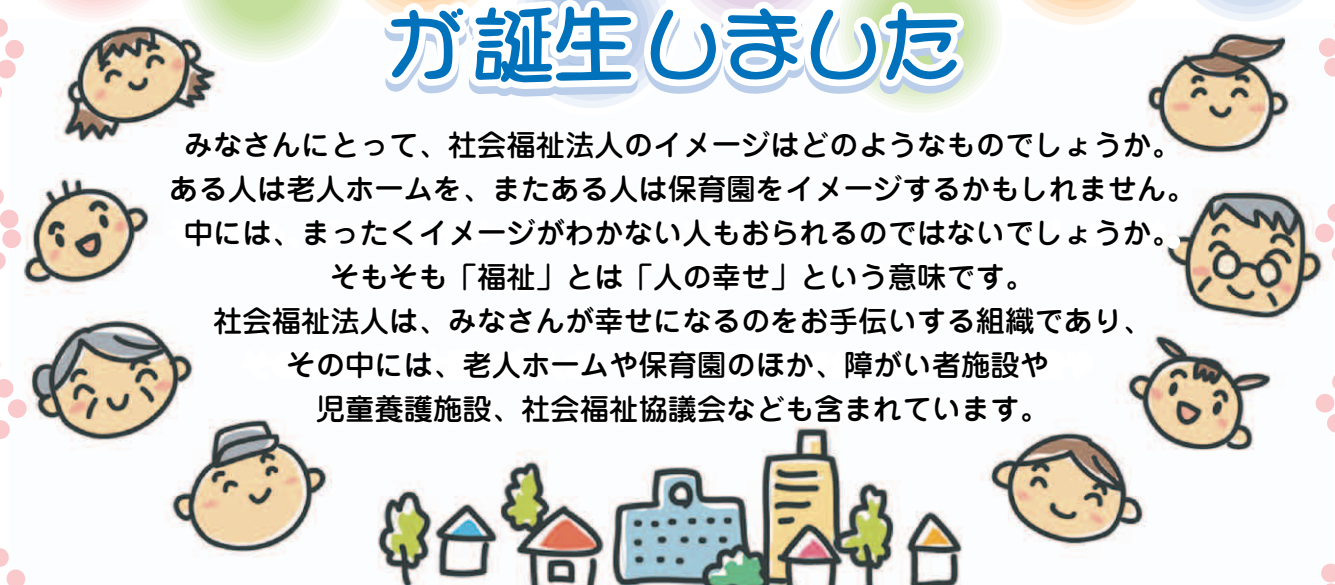 が誕生しました
みなさんにとって、社会福祉法人のイメージはどのようなものでしょうか。
ある人は老人ホームを、またある人は保育園をイメージするかもしれません。
中には、まったくイメージがわかない人もおられるのではないでしょうか。
そもそも「福祉」とは「人の幸せ」という意味です。
社会福祉法人は、みなさんが幸せになるのをお手伝いする組織であり、
その中には、老人ホームや保育園のほか、障がい者施設や
児童養護施設、社会福祉協議会なども含まれています。